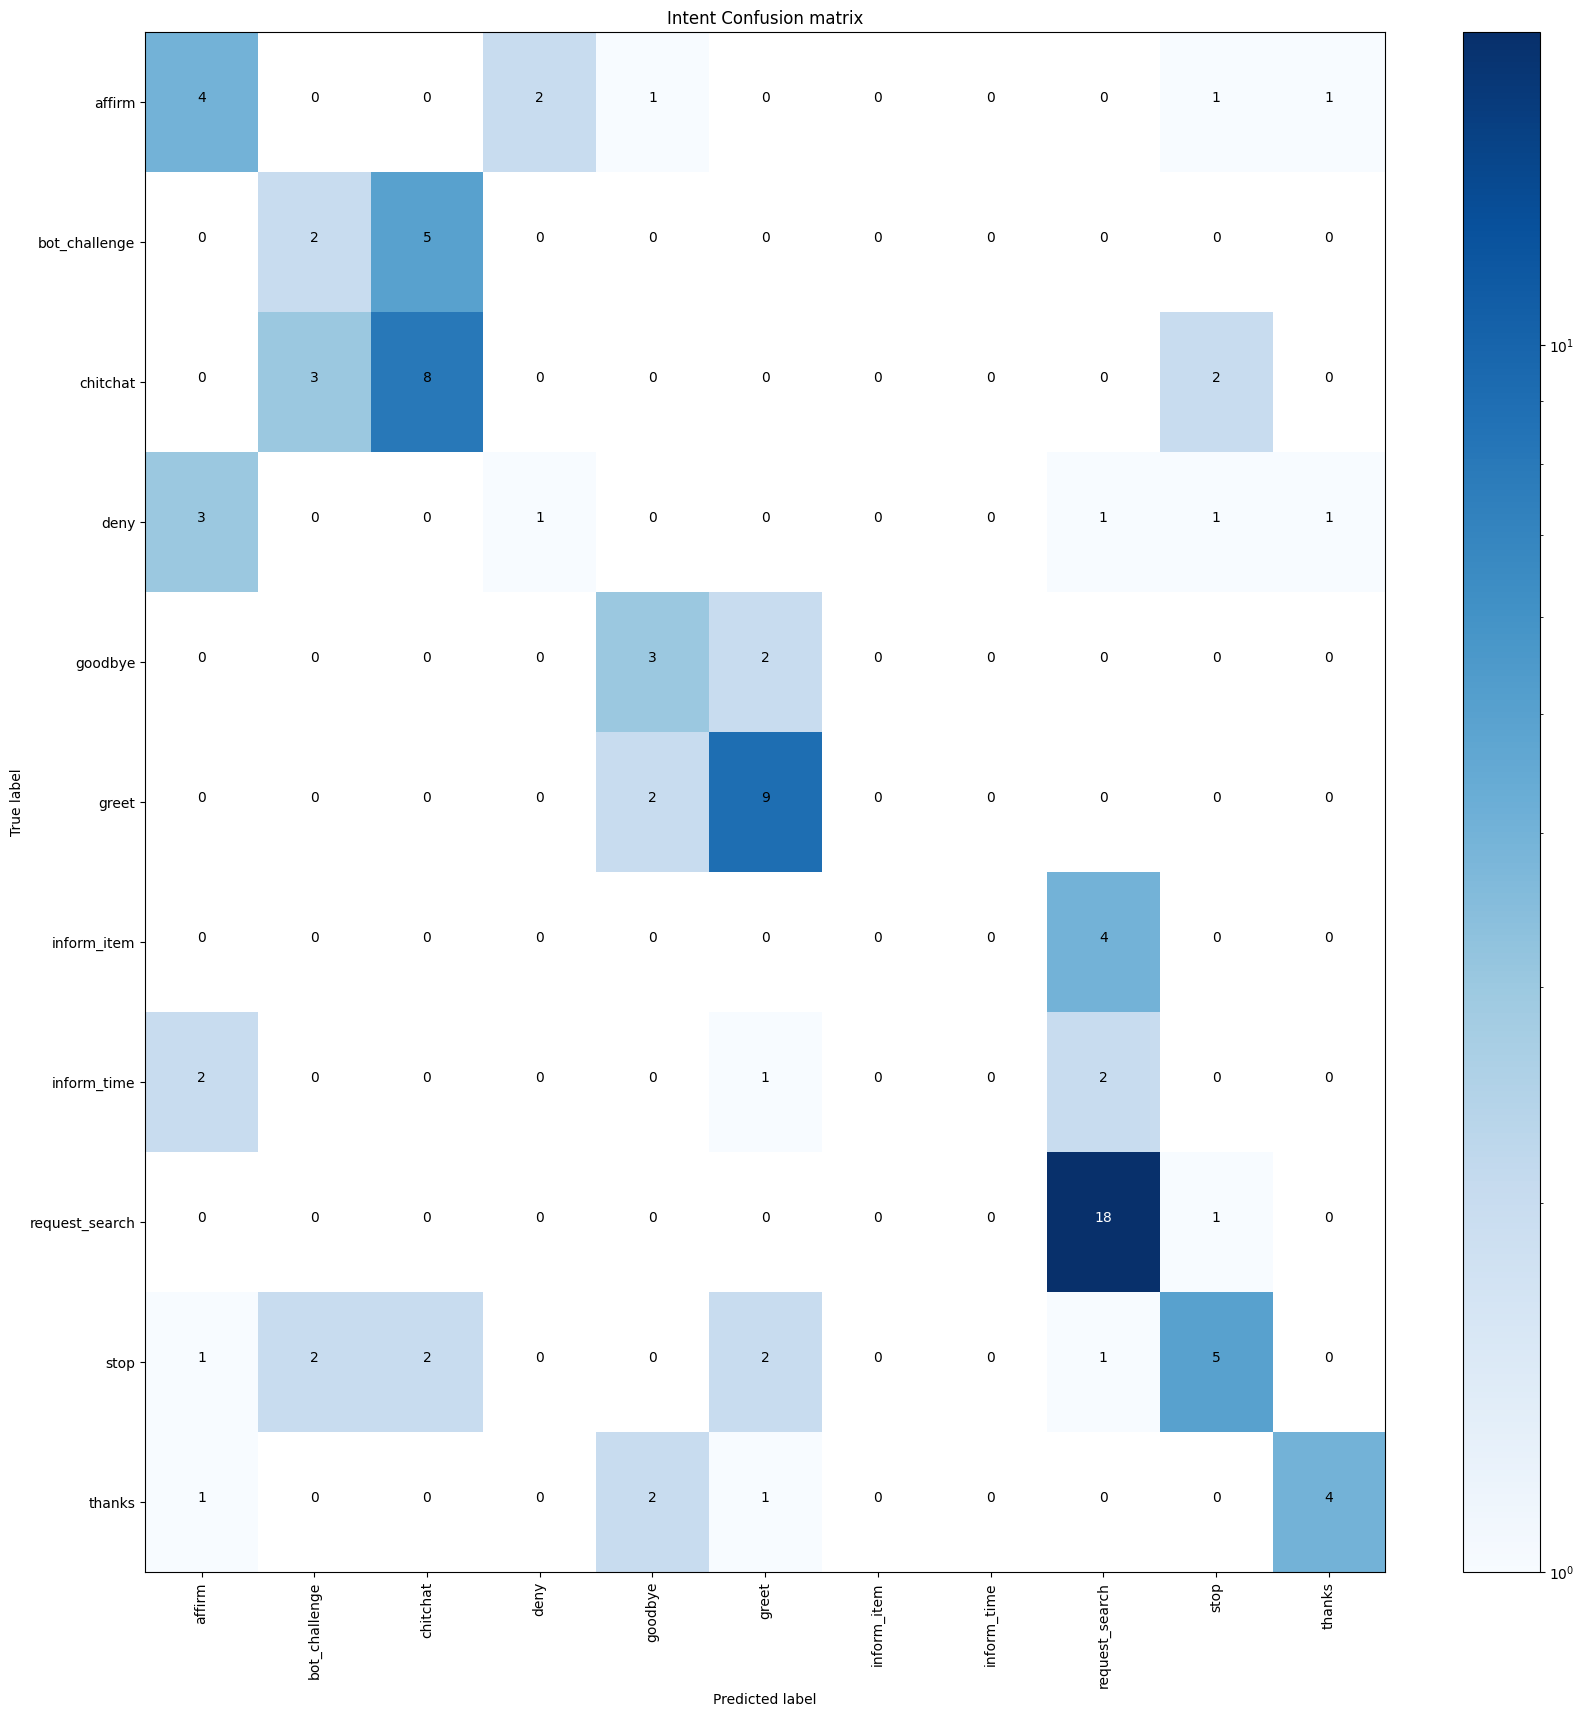 Intent Confusion matrix
affirm 4 0 0 2 1 0 0 0 0 1 1
bot_challenge 0 2 5 0 0 0 0 0 0 0 0
chitchat 0 3 8 0 0 0 0 0 0 2 0
deny 3 0 0 1 0 0 0 0 1 1 1
goodbye 0 0 0 0 3 2 0 0 0 0 0
greet 0 0 0 0 2 9 0 0 0 0 0
inform_item 0 0 0 0 0 0 0 0 4 0 0
inform_time 2 0 0 0 0 1 0 0 2 0 0
request_search 0 0 0 0 0 0 0 0 18 1 0
stop 1 2 2 0 0 2 0 0 1 5 0
thanks 1 0 0 0 2 1 0 0 0 0 4
True label
affirm bot_challenge chitchat deny goodbye greet inform_item inform_time request_search stop thanks
Predicted label
10¹
10⁰